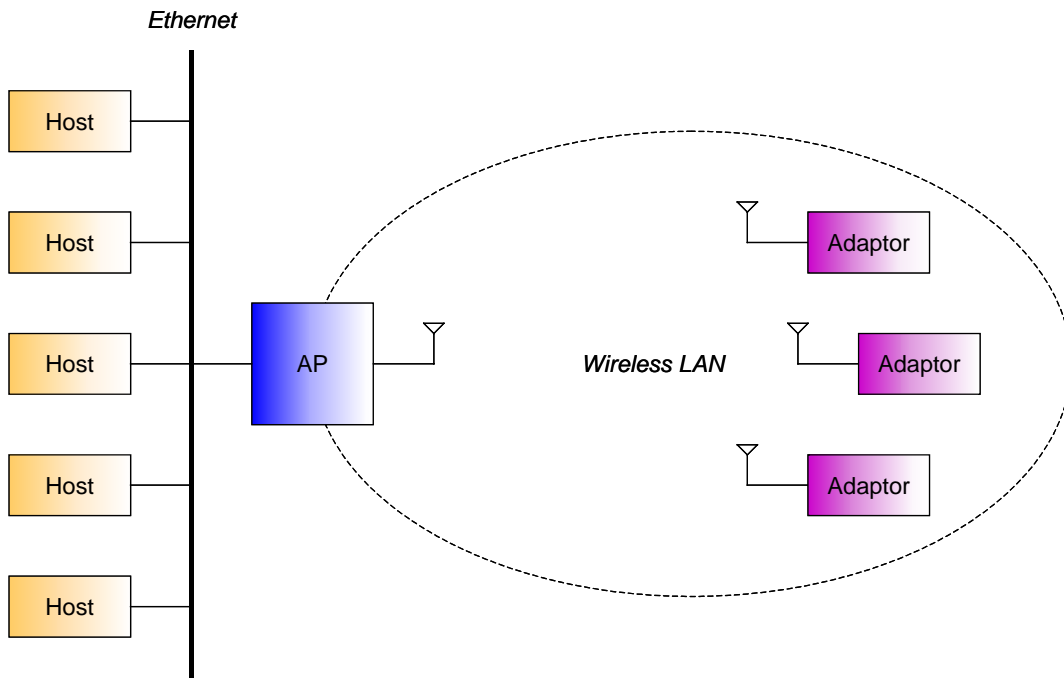 Ethernet
Host
Host
Adaptor
Host
AP
Wireless LAN
Adaptor
Host
Adaptor
Host